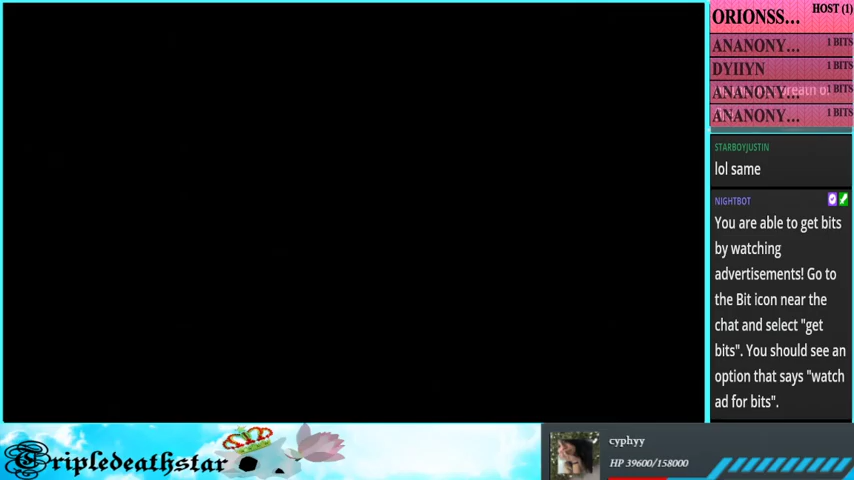 ORIONSS... HOST (1)
ANANONY... 1 BITS
DYIIYN 1 BITS
ANANONY... 1 BITS
ANANONY... 1 BITS
STARBOYJUSTIN
lol same
NIGHTBOT
You are able to get bits
by watching
advertisements! Go to
the Bit icon near the
chat and select "get
bits". You should see an
option that says "watch
ad for bits".
Tripledeathstar
cyphyy
HP 39600/158000